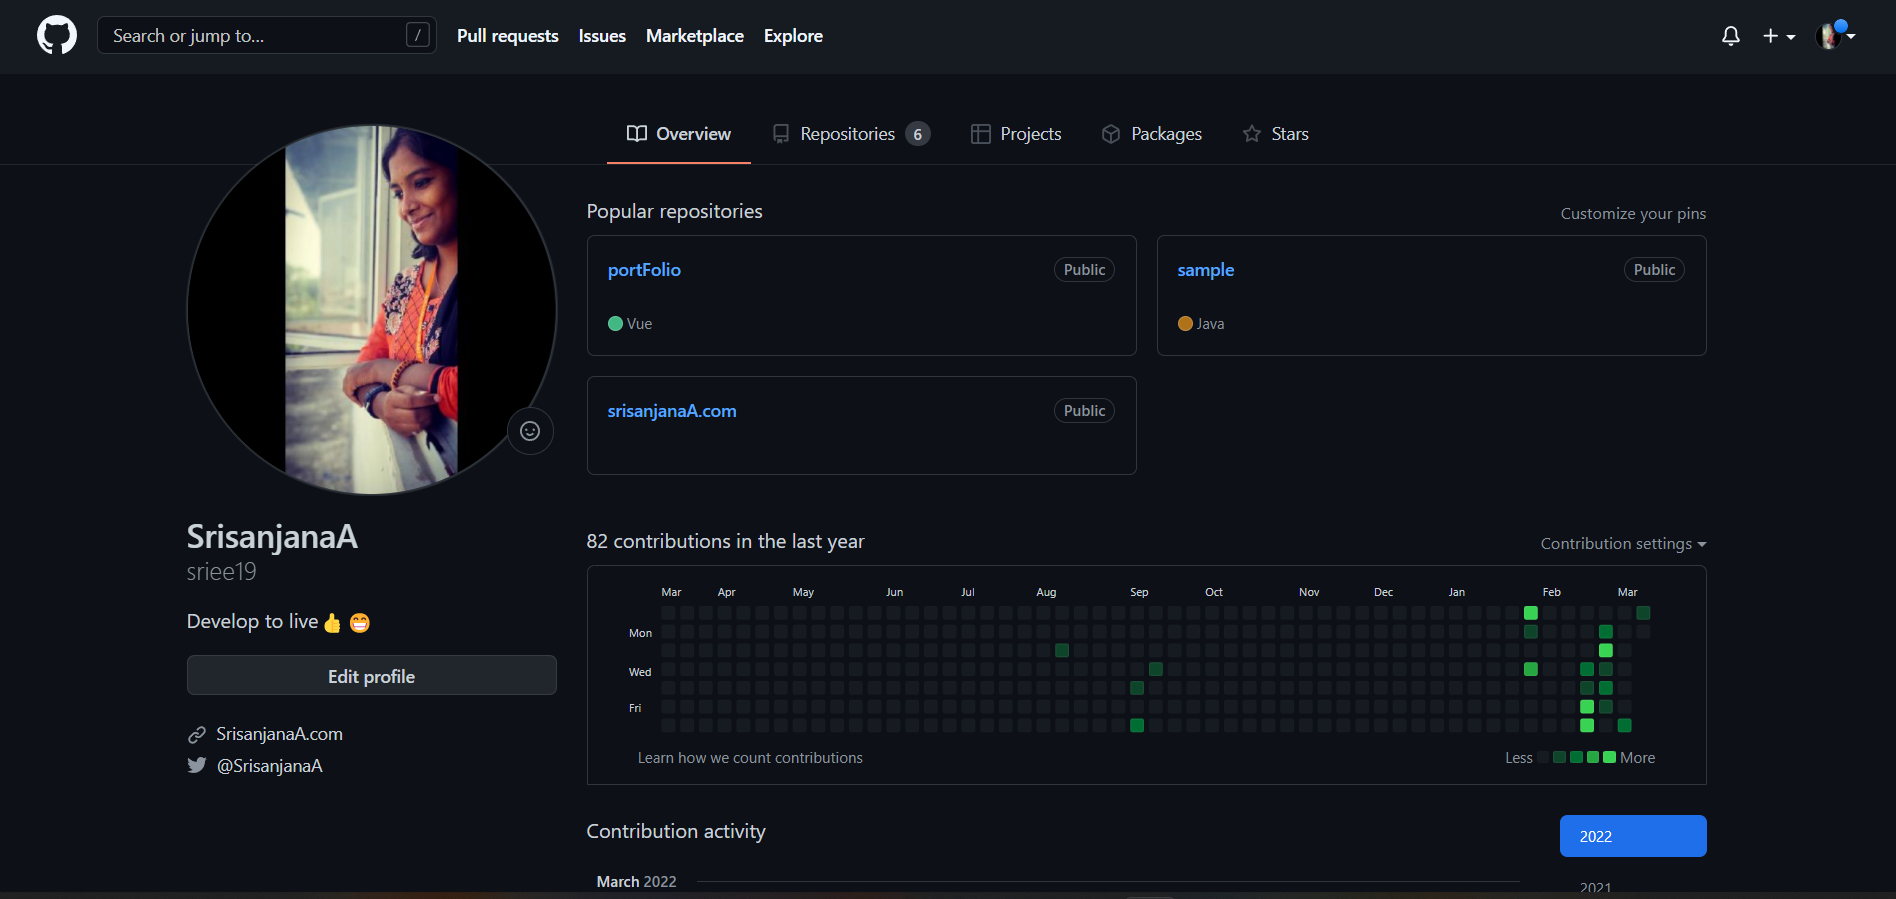 Search or jump to... /
Pull requests Issues Marketplace Explore
Overview Repositories 6 Projects Packages Stars
Popular repositories
Customize your pins
portFolio Public
Vue
sample Public
Java
srisanjanaA.com Public
SrisanjanaA
sriee19
Develop to live👍 😁
Edit profile
SrisanjanaA.com
@SrisanjanaA
82 contributions in the last year
Contribution settings
Mar Apr May Jun Jul Aug Sep Oct Nov Dec Jan Feb Mar
Mon
Wed
Fri
Learn how we count contributions
Less More
Contribution activity
2022
March 2022
2021